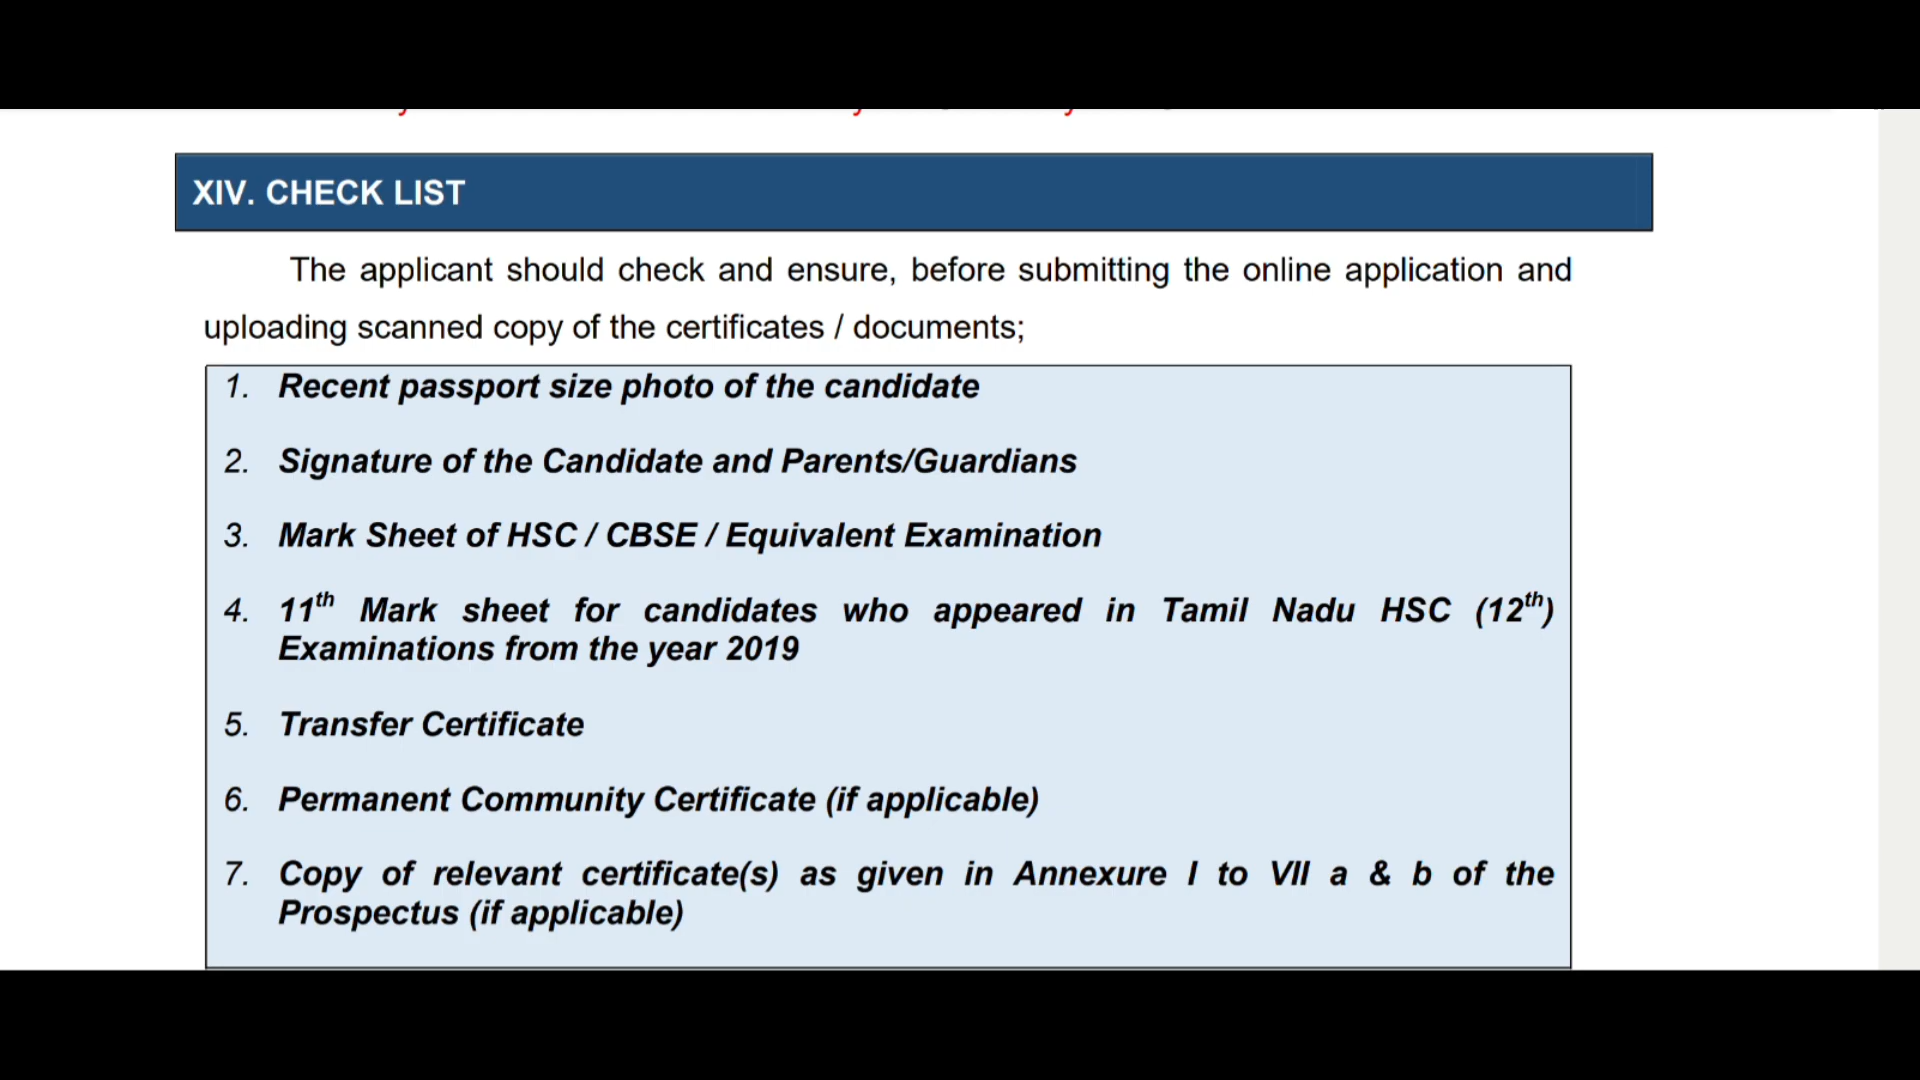 XIV. CHECK LIST
The applicant should check and ensure, before submitting the online application and
uploading scanned copy of the certificates / documents;
1. Recent passport size photo of the candidate
2. Signature of the Candidate and Parents/Guardians
3. Mark Sheet of HSC / CBSE / Equivalent Examination
4. 11th Mark sheet for candidates who appeared in Tamil Nadu HSC (12th)
Examinations from the year 2019
5. Transfer Certificate
6. Permanent Community Certificate (if applicable)
7. Copy of relevant certificate(s) as given in Annexure I to VII a & b of the
Prospectus (if applicable)